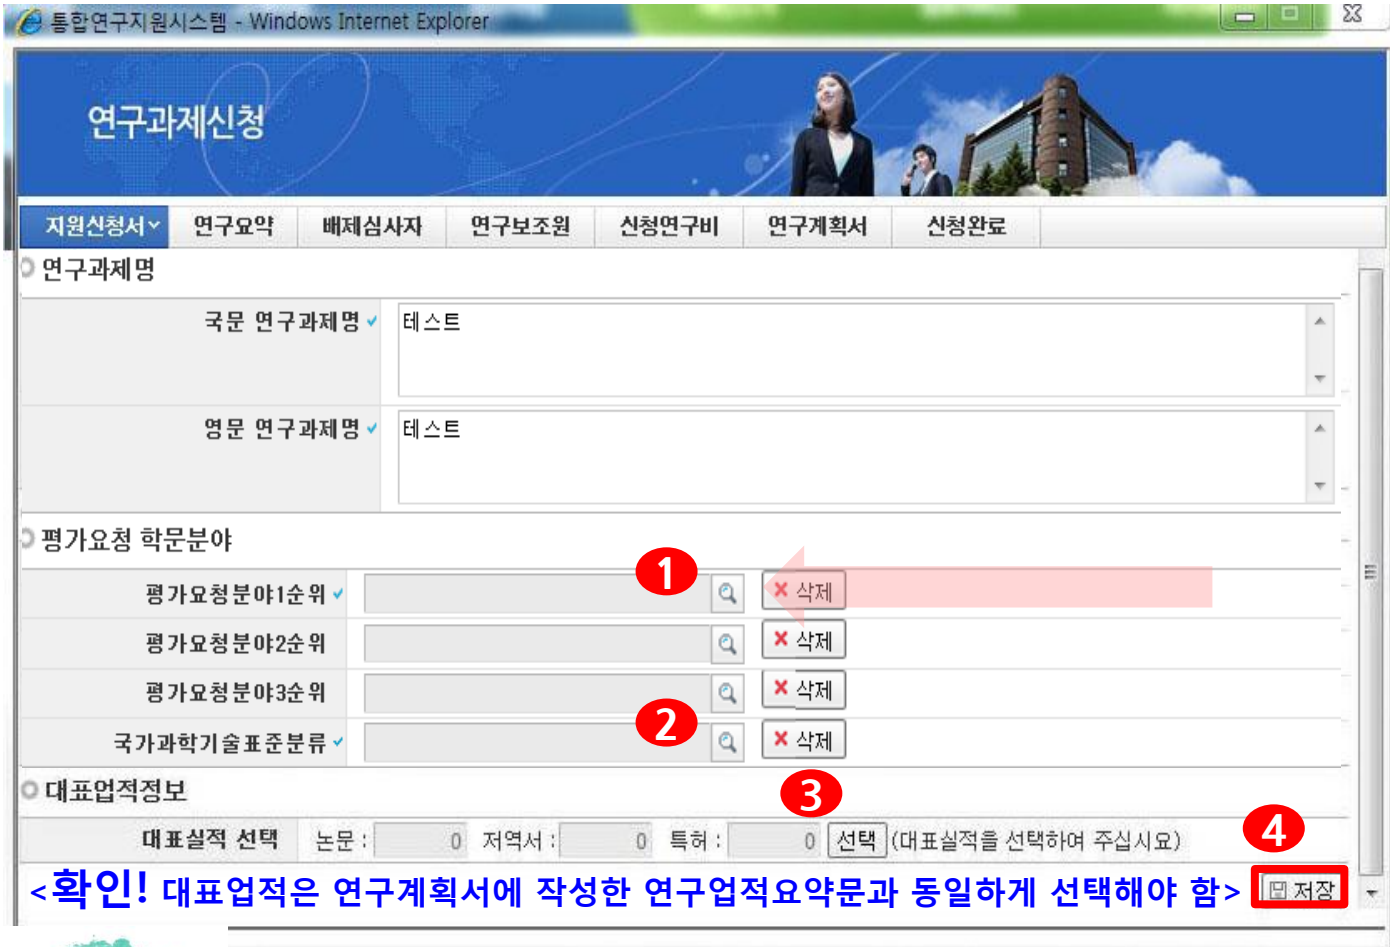 통합연구지원시스템 - Windows Internet Explorer
연구과제신청
지원신청서 연구요약 배제심사자 연구보조원 신청연구비 연구계획서 신청완료
연구과제명
국문 연구과제명 테스트
영문 연구과제명 테스트
평가요청 학문분야
1
평가요청분야1순위 삭제
평가요청분야2순위 삭제
평가요청분야3순위 삭제
2
국가과학기술표준분류 삭제
대표업적정보
3
대표실적 선택 논문 : 0 저역서 : 0 특허 : 0 선택 (대표실적을 선택하여 주십시요)
4
<확인! 대표업적은 연구계획서에 작성한 연구업적요약문과 동일하게 선택해야 함> 저장